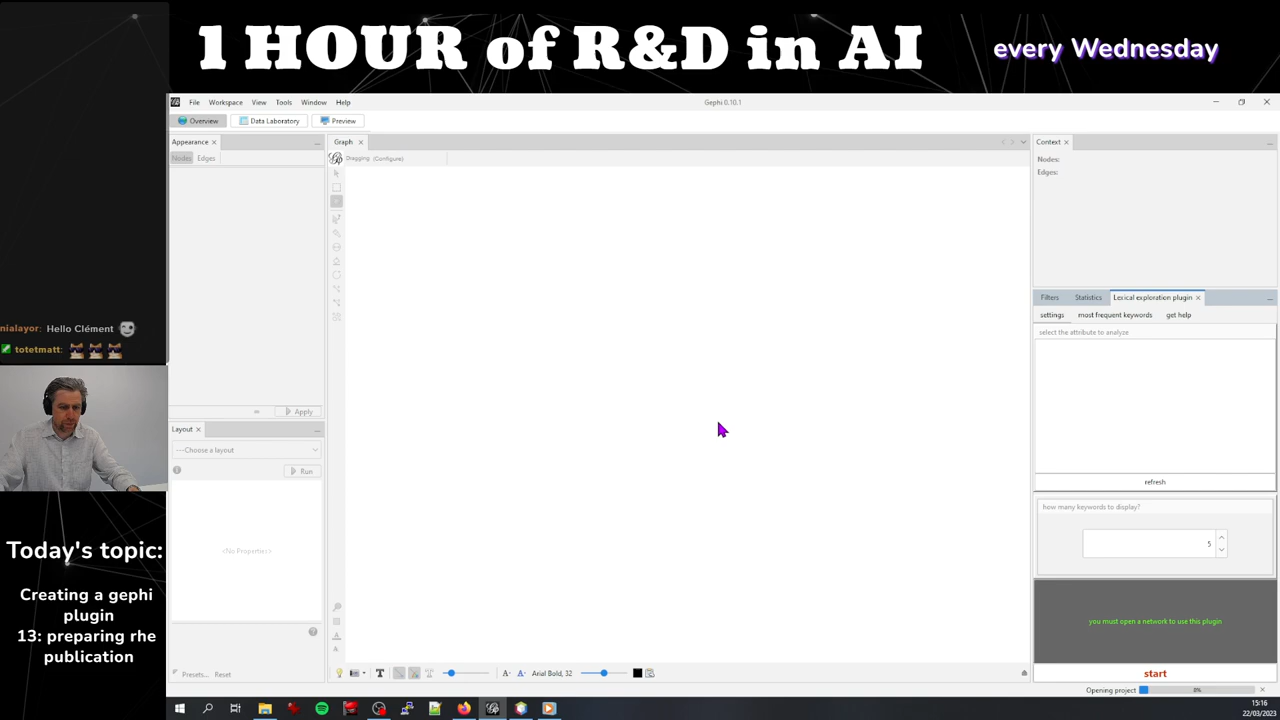 1 HOUR of R&D in AI
every Wednesday
Gephi 0.10.1
File Workspace View Tools Window Help
Overview Data Laboratory Preview
Appearance
Nodes Edges
Apply
Layout
---Choose a layout
Run
<No Properties>
Presets... Reset
Graph
Dragging (Configure)
Arial Bold, 32
Context
Nodes:
Edges:
Filters Statistics Lexical exploration plugin
settings most frequent keywords get help
select the attribute to analyze
refresh
how many keywords to display?
5
you must open a network to use this plugin
start
Opening project
nialayor: Hello Clément
totetmatt:
Today's topic:
Creating a gephi
plugin
13: preparing rhe
publication
15:16
22/03/2023